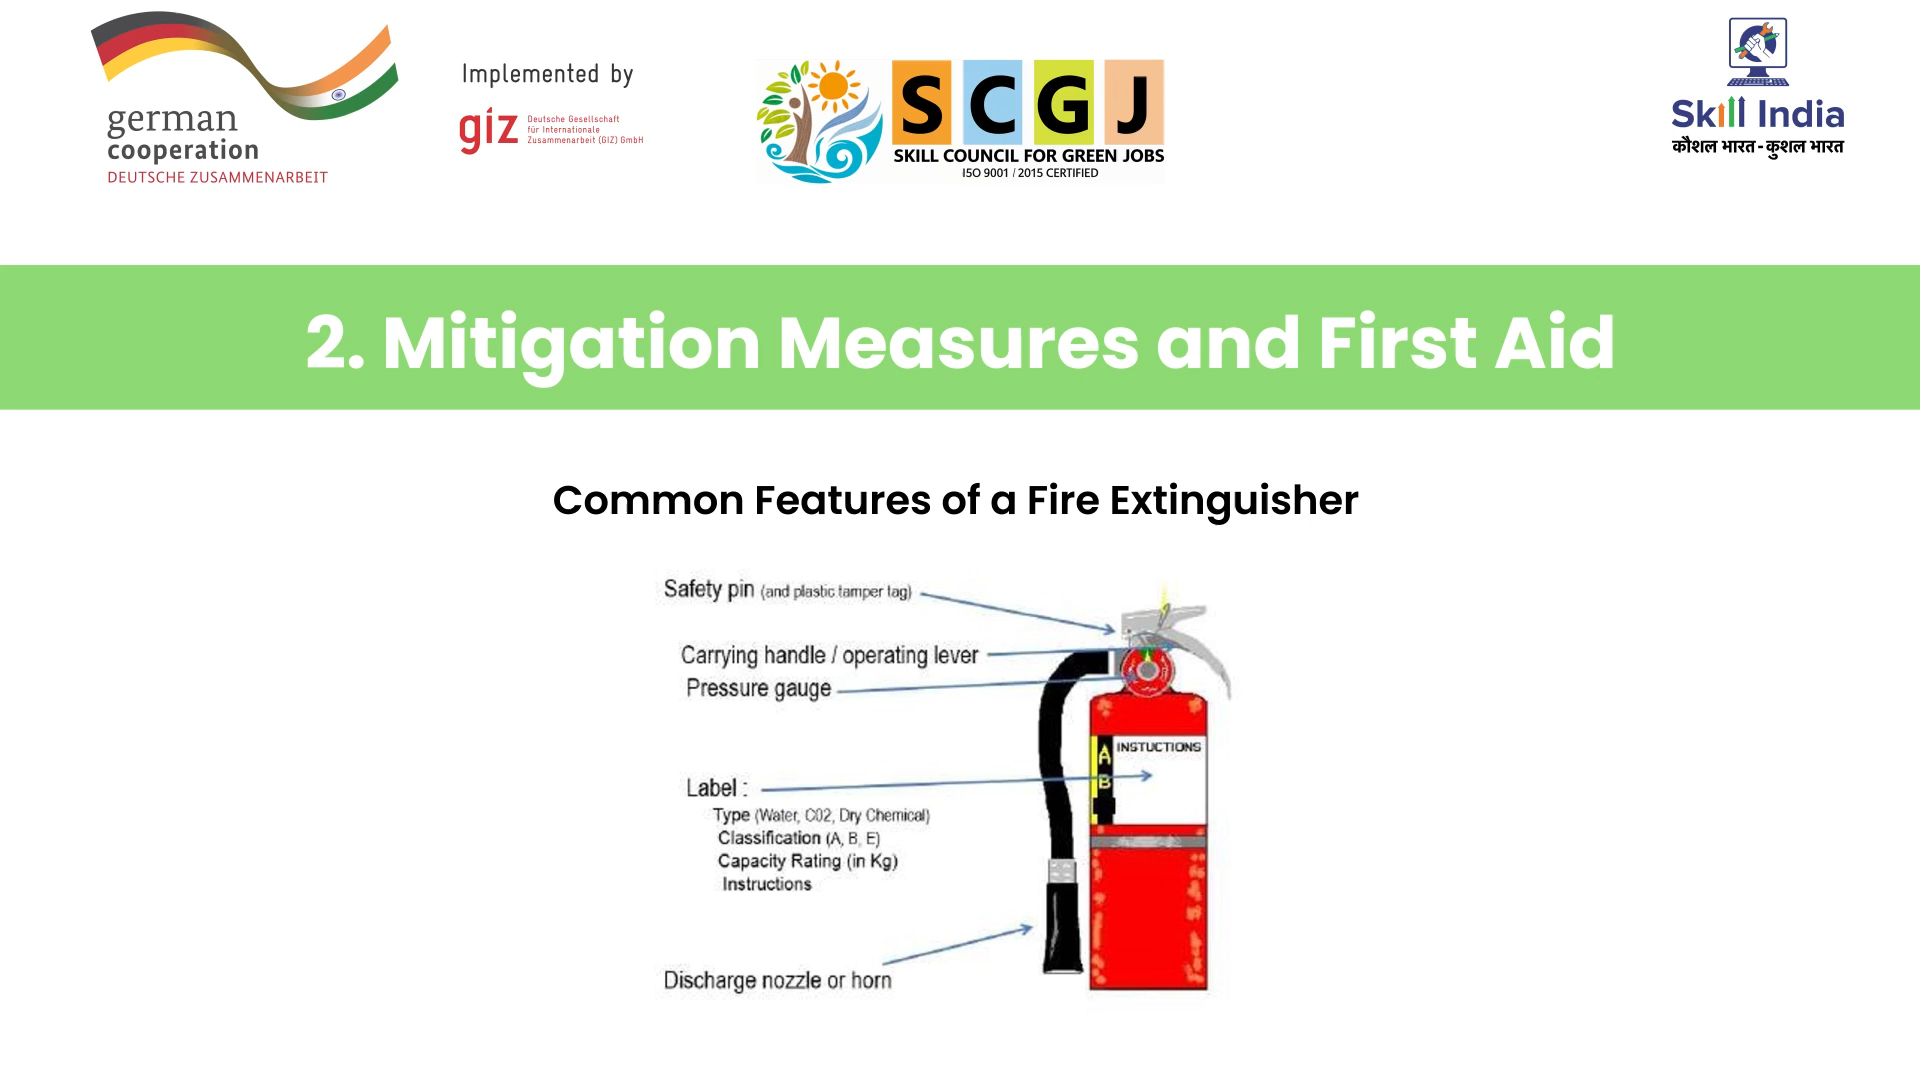 german
cooperation
DEUTSCHE ZUSAMMENARBEIT
Implemented by
giz
Deutsche Gesellschaft
für Internationale
Zusammenarbeit (GIZ) GmbH
S C G J
SKILL COUNCIL FOR GREEN JOBS
ISO 9001 / 2015 CERTIFIED
Skill India
कौशल भारत - कुशल भारत
2. Mitigation Measures and First Aid
Common Features of a Fire Extinguisher
Safety pin (and plastic tamper tag)
Carrying handle / operating lever
Pressure gauge
INSTUCTIONS
A
B
Label :
Type (Water, C02, Dry Chemical)
Classification (A, B, E)
Capacity Rating (in Kg)
Instructions
Discharge nozzle or horn